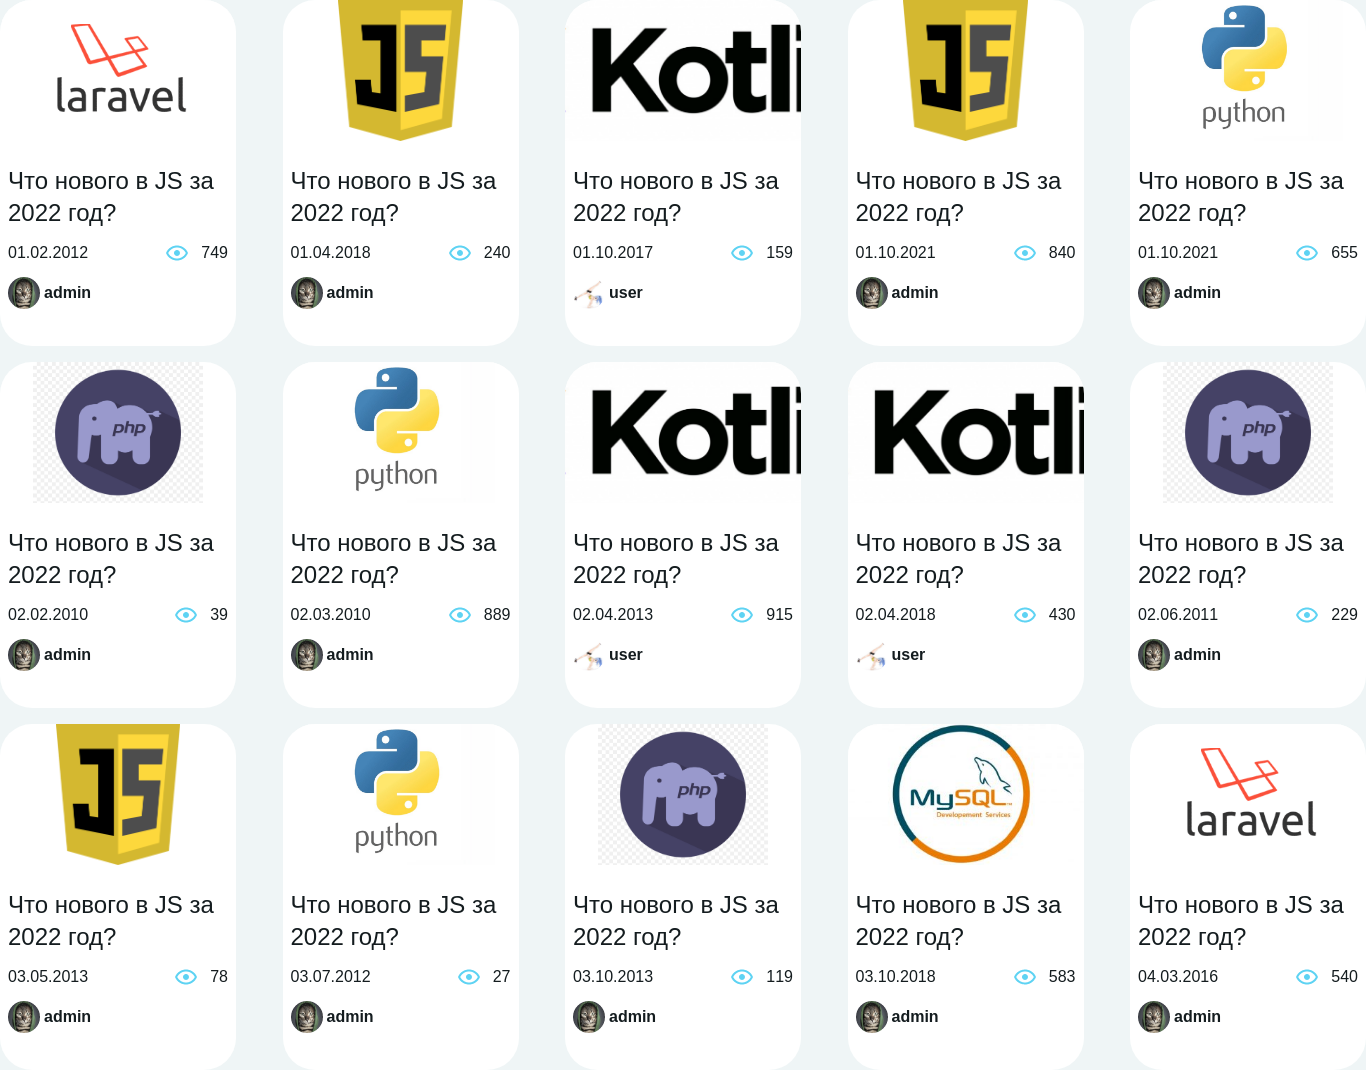 laravel
JS
Kotli
JS
python
Что нового в JS за
2022 год?
01.02.2012 749
admin
Что нового в JS за
2022 год?
01.04.2018 240
admin
Что нового в JS за
2022 год?
01.10.2017 159
user
Что нового в JS за
2022 год?
01.10.2021 840
admin
Что нового в JS за
2022 год?
01.10.2021 655
admin
php
python
Kotli
Kotli
php
Что нового в JS за
2022 год?
02.02.2010 39
admin
Что нового в JS за
2022 год?
02.03.2010 889
admin
Что нового в JS за
2022 год?
02.04.2013 915
user
Что нового в JS за
2022 год?
02.04.2018 430
user
Что нового в JS за
2022 год?
02.06.2011 229
admin
JS
python
php
MySQL
Developement Services
laravel
Что нового в JS за
2022 год?
03.05.2013 78
admin
Что нового в JS за
2022 год?
03.07.2012 27
admin
Что нового в JS за
2022 год?
03.10.2013 119
admin
Что нового в JS за
2022 год?
03.10.2018 583
admin
Что нового в JS за
2022 год?
04.03.2016 540
admin